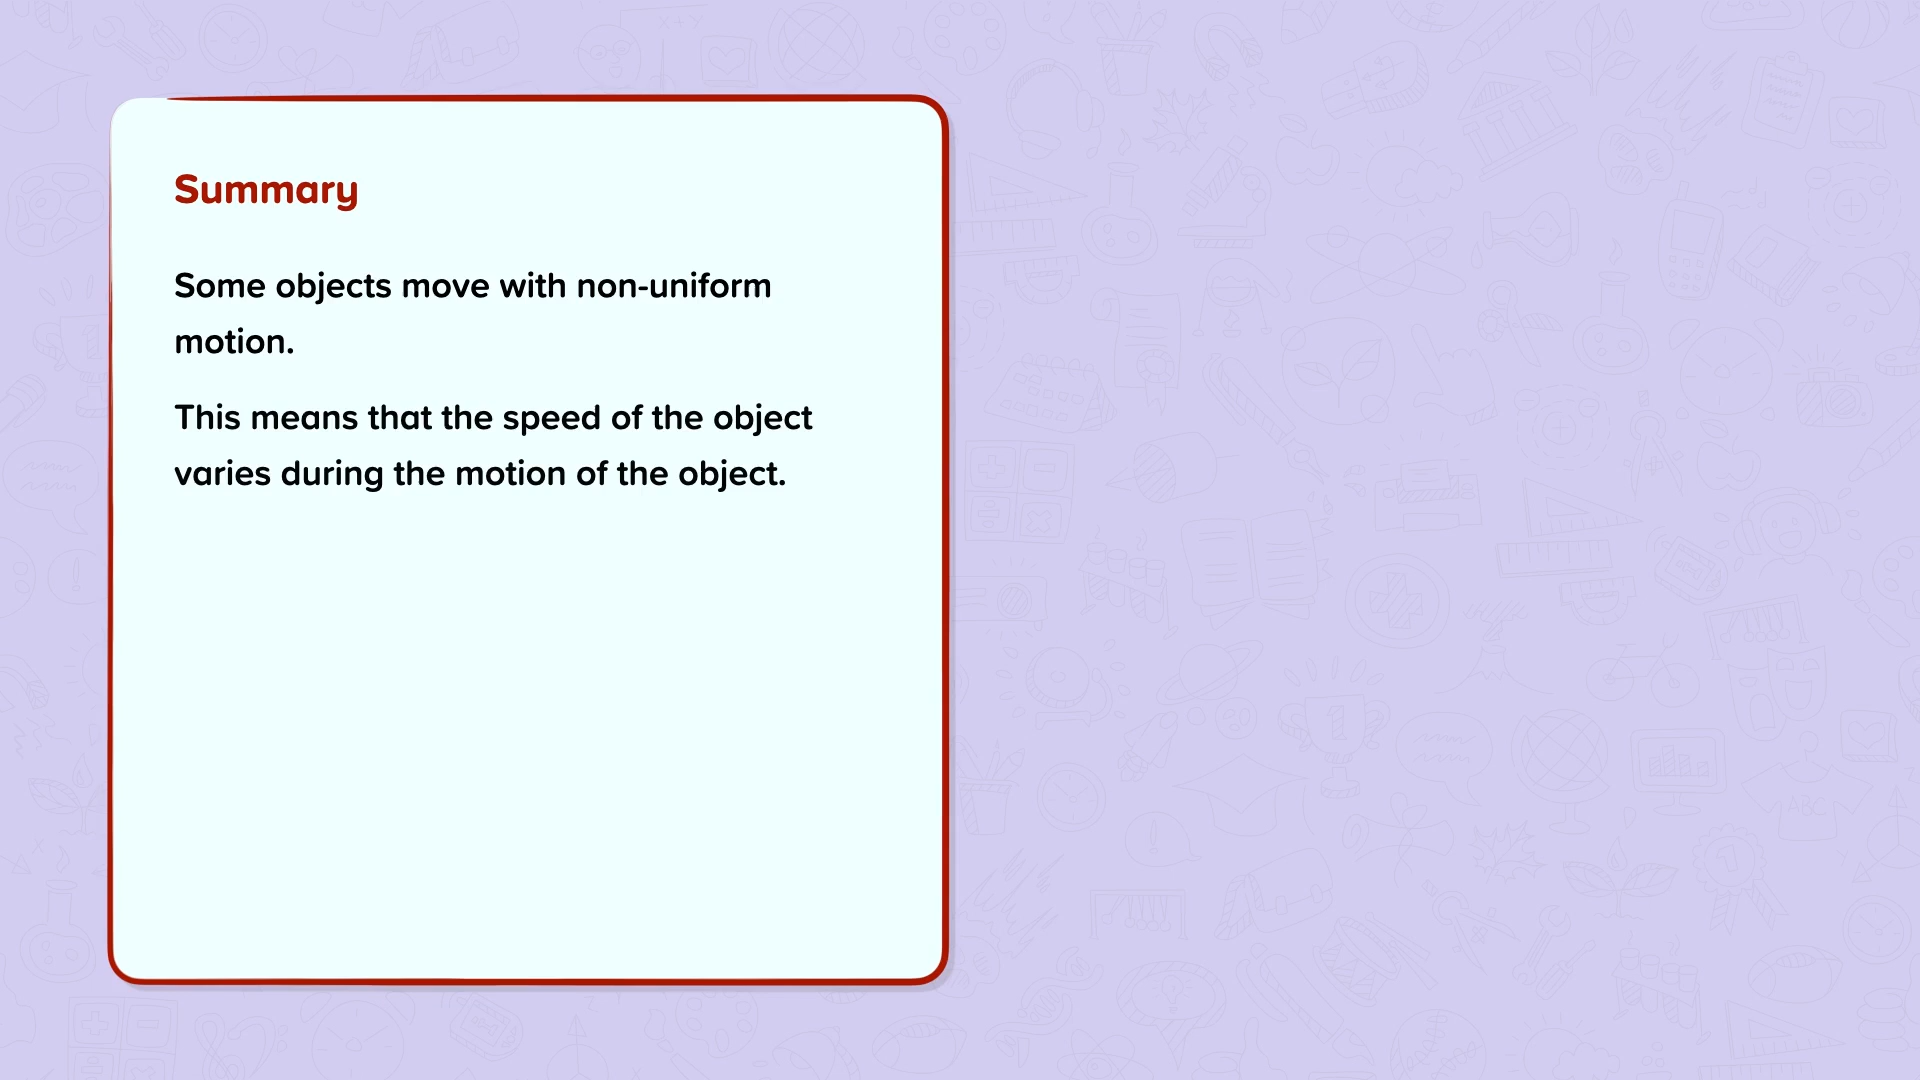 Summary
Some objects move with non-uniform
motion.
This means that the speed of the object
varies during the motion of the object.